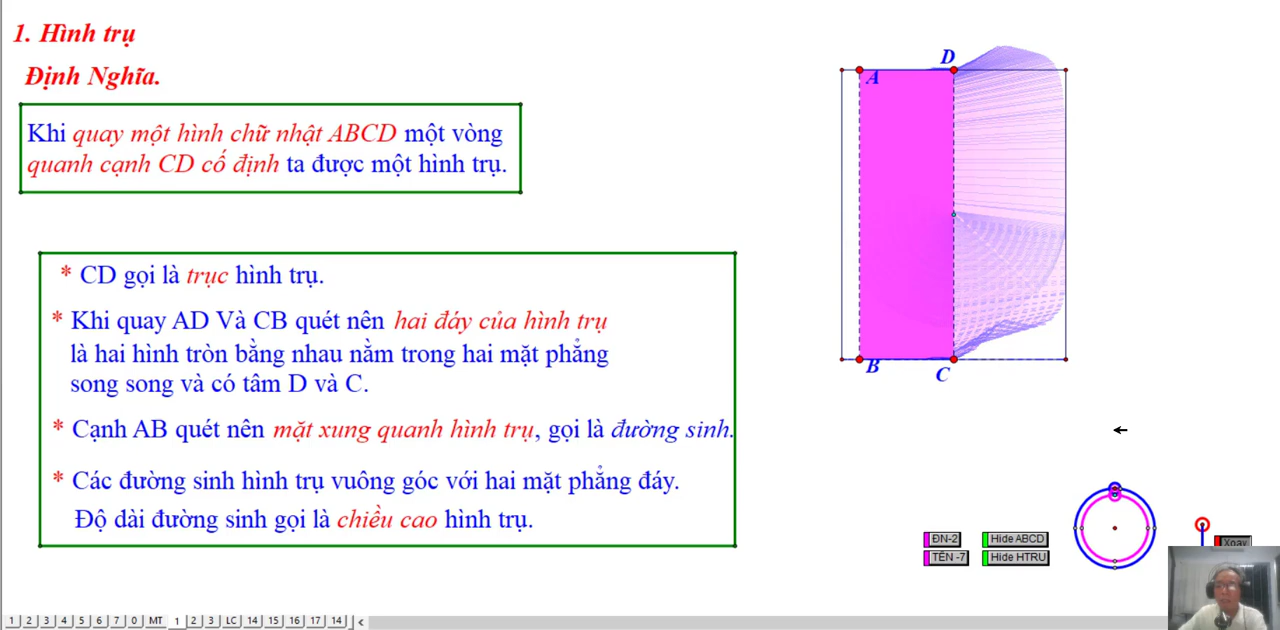 1. Hình trụ
Định Nghĩa.
Khi quay một hình chữ nhật ABCD một vòng
quanh cạnh CD cố định ta được một hình trụ.
* CD gọi là trục hình trụ.
* Khi quay AD Và CB quét nên hai đáy của hình trụ
là hai hình tròn bằng nhau nằm trong hai mặt phẳng
song song và có tâm D và C.
* Cạnh AB quét nên mặt xung quanh hình trụ, gọi là đường sinh.
* Các đường sinh hình trụ vuông góc với hai mặt phẳng đáy.
Độ dài đường sinh gọi là chiều cao hình trụ.
D
A
B
C
ĐN-2
Hide ABCD
TÊN -7
Hide HTRU
Xoay
1 2 3 4 5 6 7 0 MT 1 2 3 LC 14 15 16 17 14